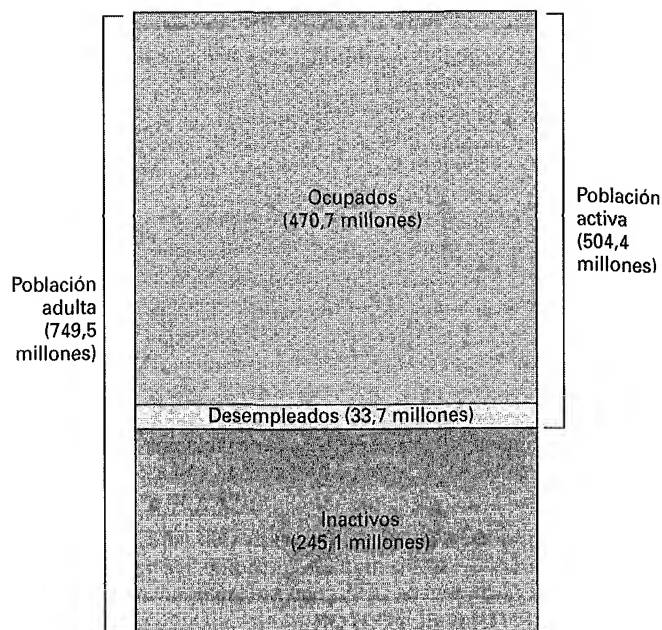 Ocupados
(470,7 millones)
Población
activa
(504,4
millones)
Población
adulta
(749,5
millones)
Desempleados (33,7 millones)
Inactivos
(245,1 millones)